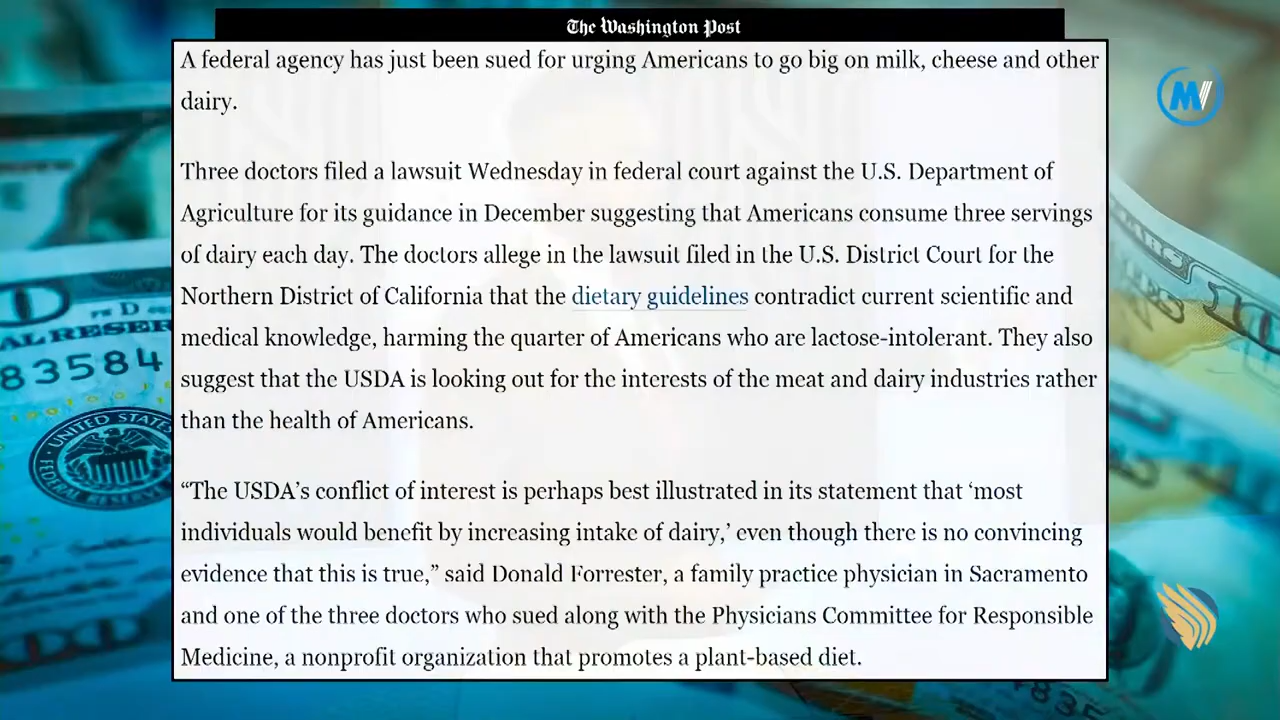 The Washington Post
A federal agency has just been sued for urging Americans to go big on milk, cheese and other
dairy.
Three doctors filed a lawsuit Wednesday in federal court against the U.S. Department of
Agriculture for its guidance in December suggesting that Americans consume three servings
of dairy each day. The doctors allege in the lawsuit filed in the U.S. District Court for the
Northern District of California that the dietary guidelines contradict current scientific and
medical knowledge, harming the quarter of Americans who are lactose-intolerant. They also
suggest that the USDA is looking out for the interests of the meat and dairy industries rather
than the health of Americans.
“The USDA’s conflict of interest is perhaps best illustrated in its statement that ‘most
individuals would benefit by increasing intake of dairy,’ even though there is no convincing
evidence that this is true,” said Donald Forrester, a family practice physician in Sacramento
and one of the three doctors who sued along with the Physicians Committee for Responsible
Medicine, a nonprofit organization that promotes a plant-based diet.
MV
D
AL RESER
83584
UNITED STATE
FEDERAL RESERVE